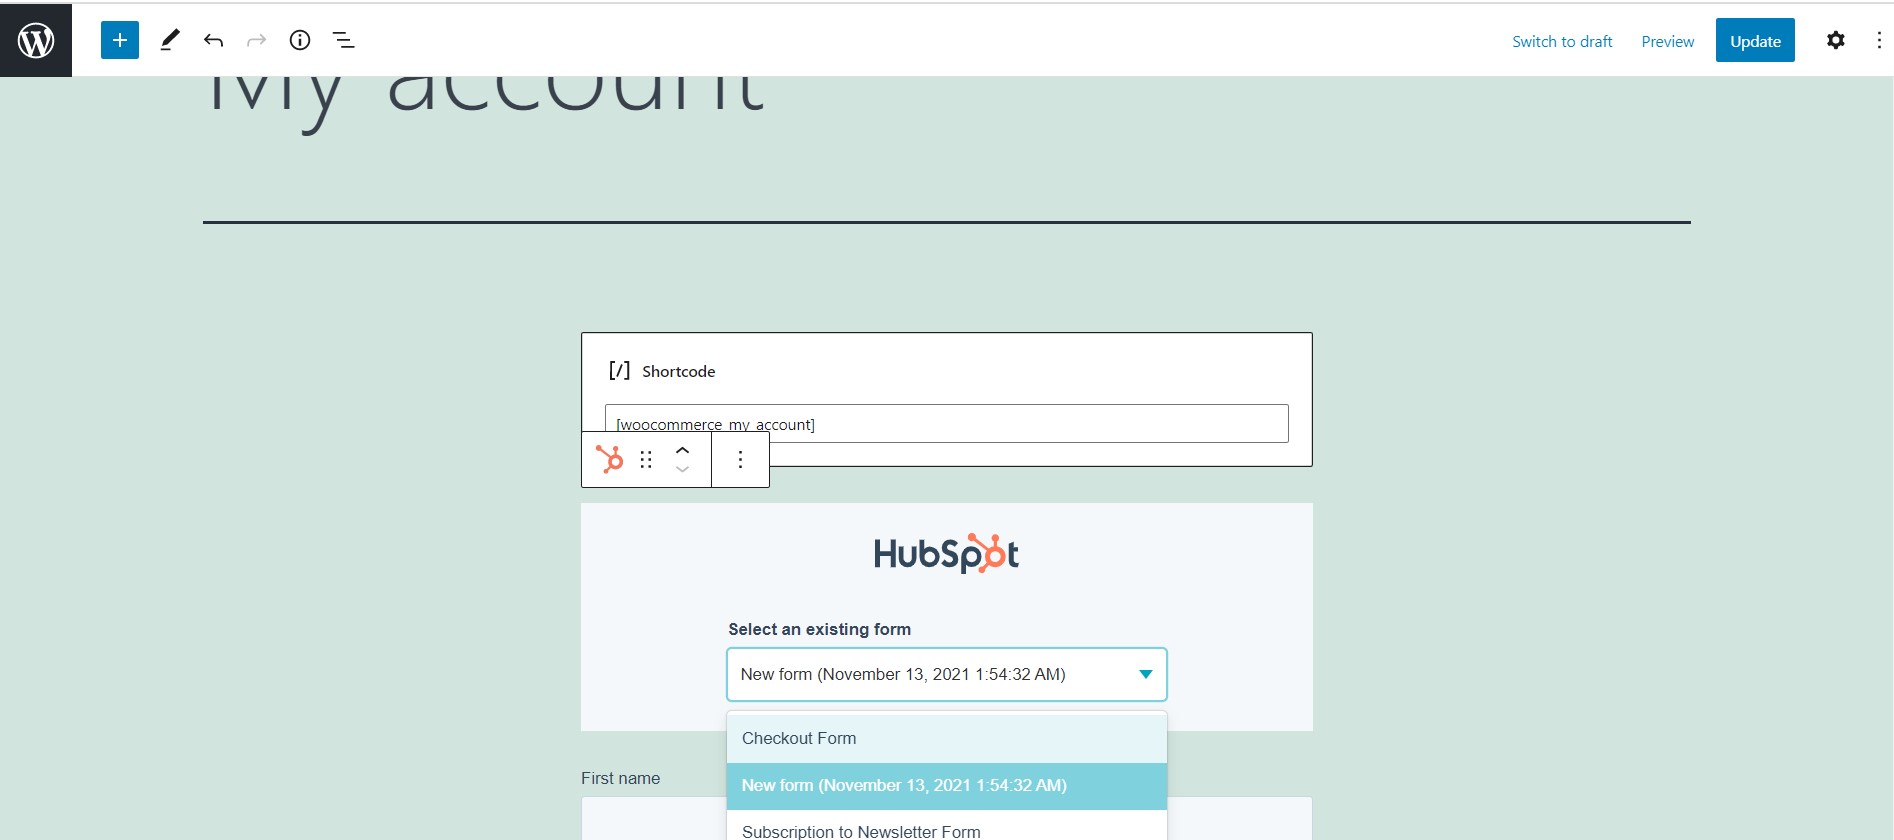 Switch to draft
Preview
Update
My account
[/] Shortcode
[woocommerce_my_account]
HubSpot
Select an existing form
New form (November 13, 2021 1:54:32 AM)
Checkout Form
New form (November 13, 2021 1:54:32 AM)
Subscription to Newsletter Form
First name